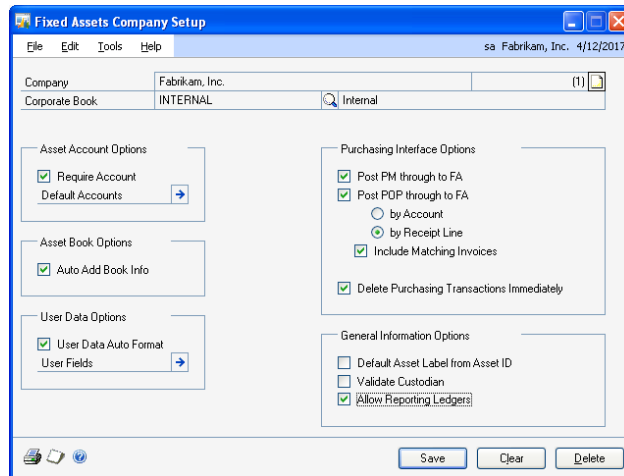 Fixed Assets Company Setup
File Edit Tools Help sa Fabrikam, Inc. 4/12/2017
Company Fabrikam, Inc. (1)
Corporate Book INTERNAL Internal
Asset Account Options
Require Account
Default Accounts
Asset Book Options
Auto Add Book Info
User Data Options
User Data Auto Format
User Fields
Purchasing Interface Options
Post PM through to FA
Post POP through to FA
by Account
by Receipt Line
Include Matching Invoices
Delete Purchasing Transactions Immediately
General Information Options
Default Asset Label from Asset ID
Validate Custodian
Allow Reporting Ledgers
Save Clear Delete